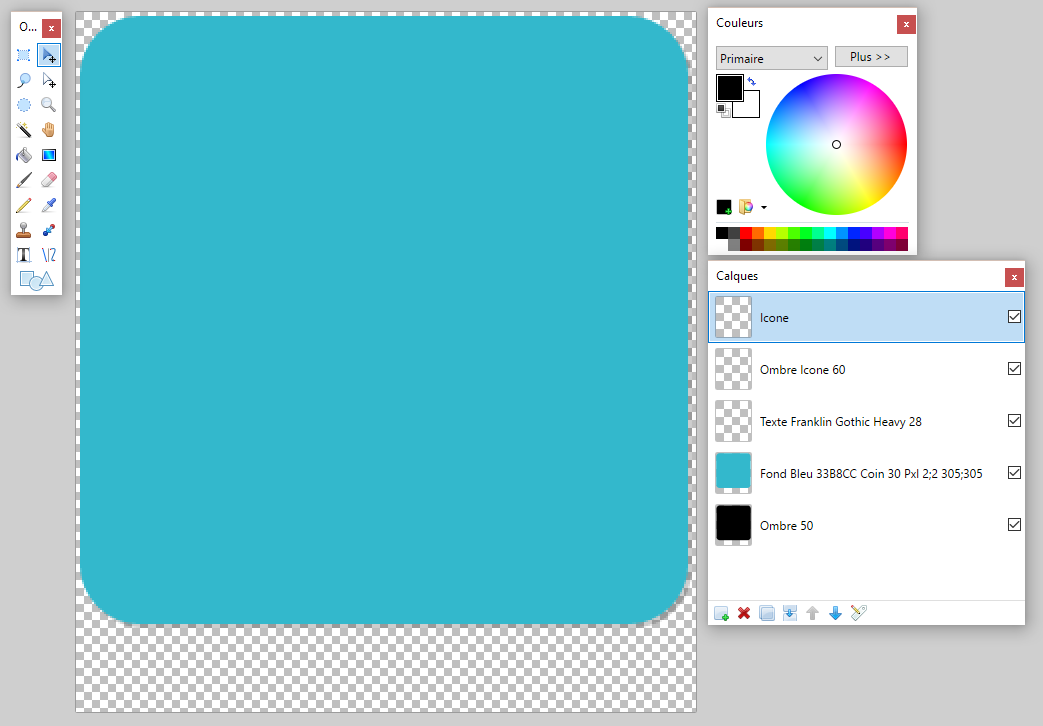 O...
Couleurs
Primaire
Plus >>
Calques
Icone
Ombre Icone 60
Texte Franklin Gothic Heavy 28
Fond Bleu 33B8CC Coin 30 Pxl 2;2 305;305
Ombre 50